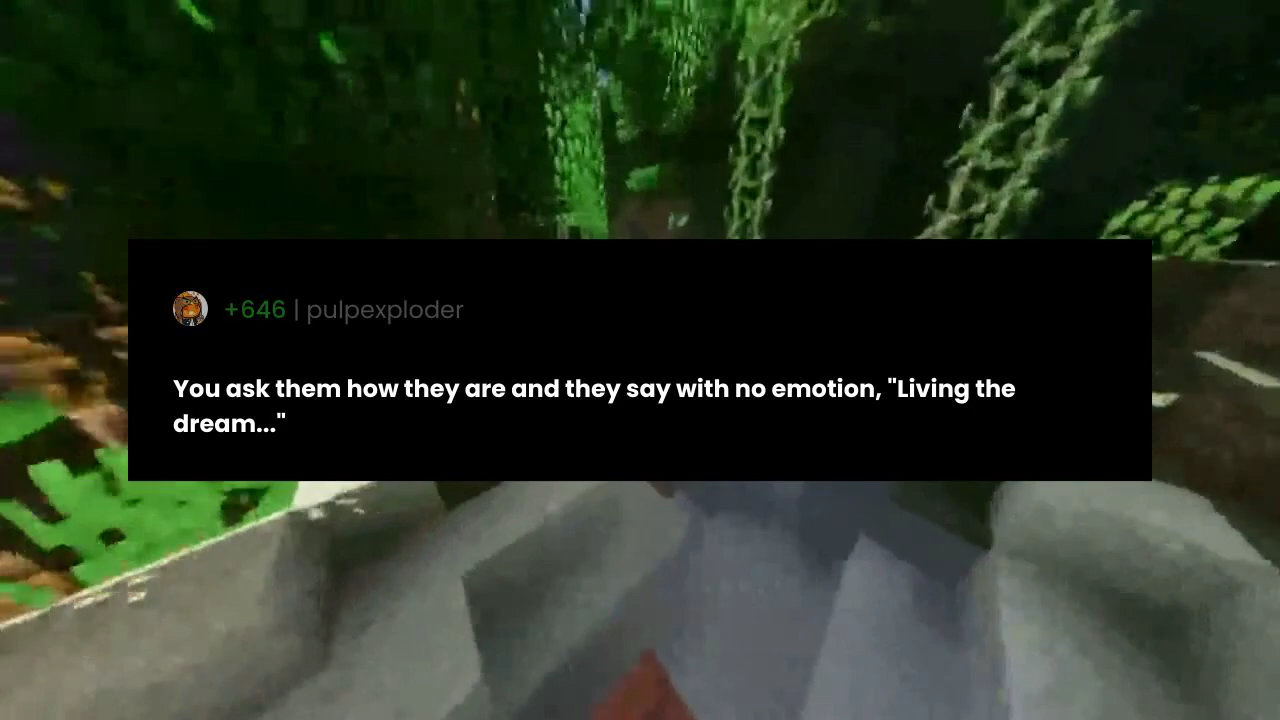 +646 | pulpexploder
You ask them how they are and they say with no emotion, "Living the
dream..."